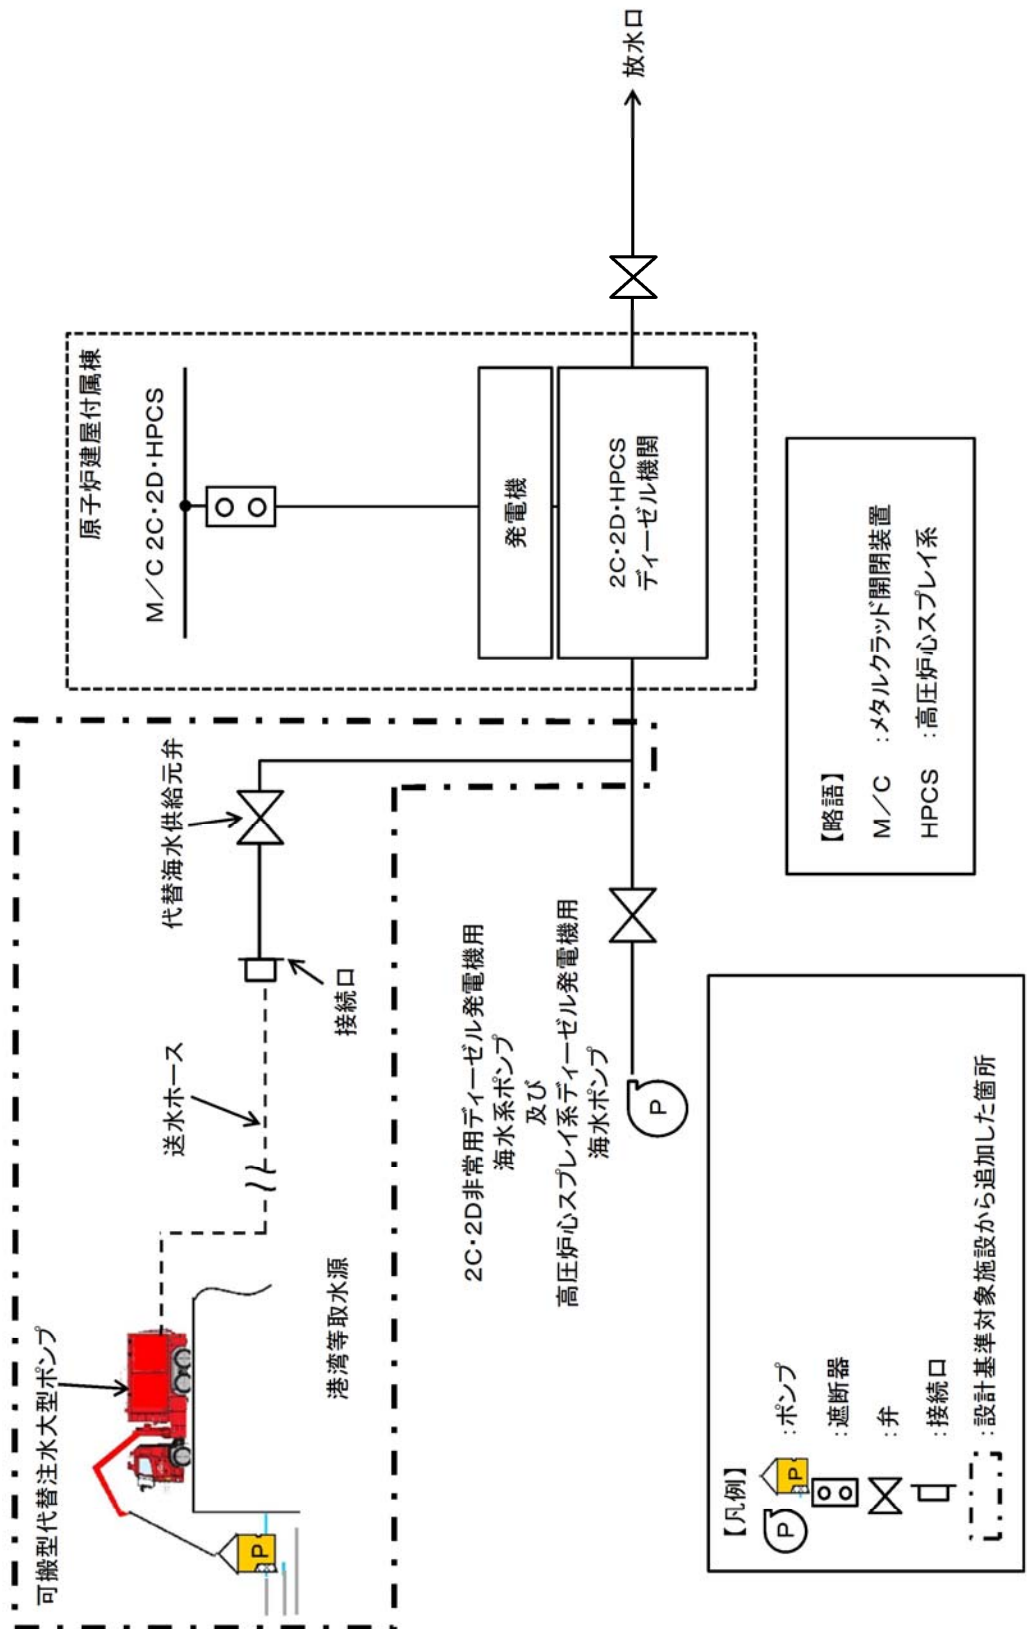 可搬型代替注水大型ポンプ
P
港湾等取水源
送水ホース
接続口
代替海水供給元弁
原子炉建屋付属棟
M/C 2C・2D・HPCS
発電機
2C・2D・HPCS
ディーゼル機関
放水口
2C・2D非常用ディーゼル発電機用
海水系ポンプ
及び
高圧炉心スプレイ系ディーゼル発電機用
海水ポンプ
P
【凡例】
P P :ポンプ
:遮断器
:弁
:接続口
:設計基準対象施設から追加した箇所
【略語】
M/C :メタルクラッド開閉装置
HPCS :高圧炉心スプレイ系